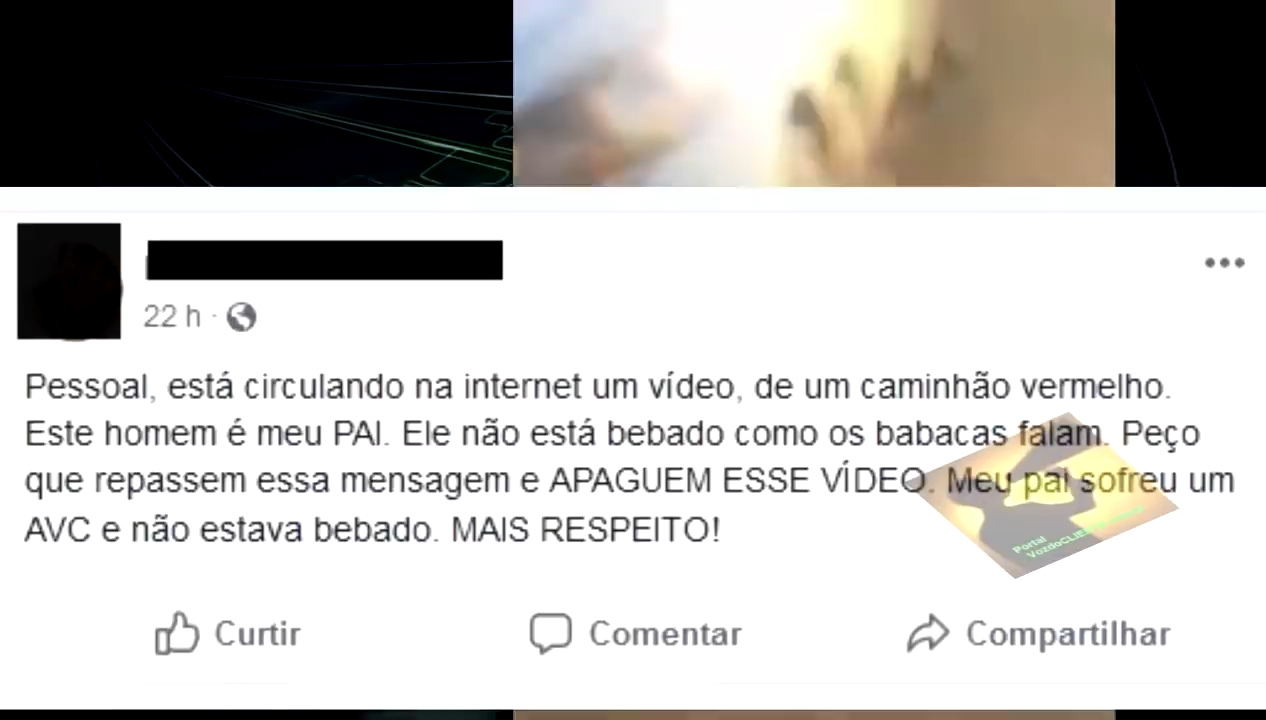 22 h ·
Pessoal, está circulando na internet um vídeo, de um caminhão vermelho.
Este homem é meu PAI. Ele não está bebado como os babacas falam. Peço
que repassem essa mensagem e APAGUEM ESSE VÍDEO. Meu pai sofreu um
AVC e não estava bebado. MAIS RESPEITO!
Portal
Curtir Comentar Compartilhar